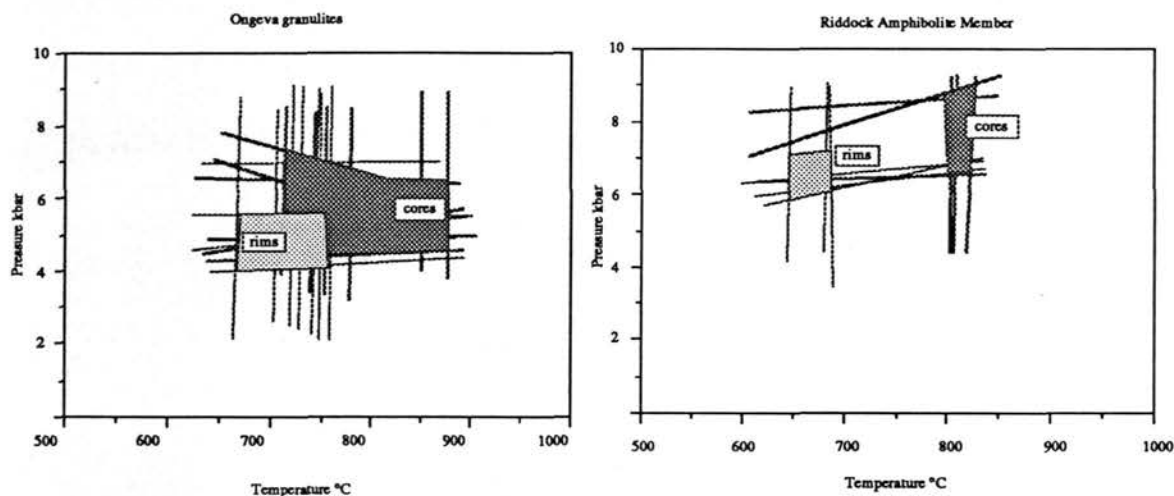 Ongeva granulites
10
8
6
4
2
Pressure kbar
rims
cores
500
600
700
800
900
1000
Temperature °C
Riddock Amphibolite Member
10
8
6
4
2
Pressure kbar
rims
cores
500
600
700
800
900
1000
Temperature °C